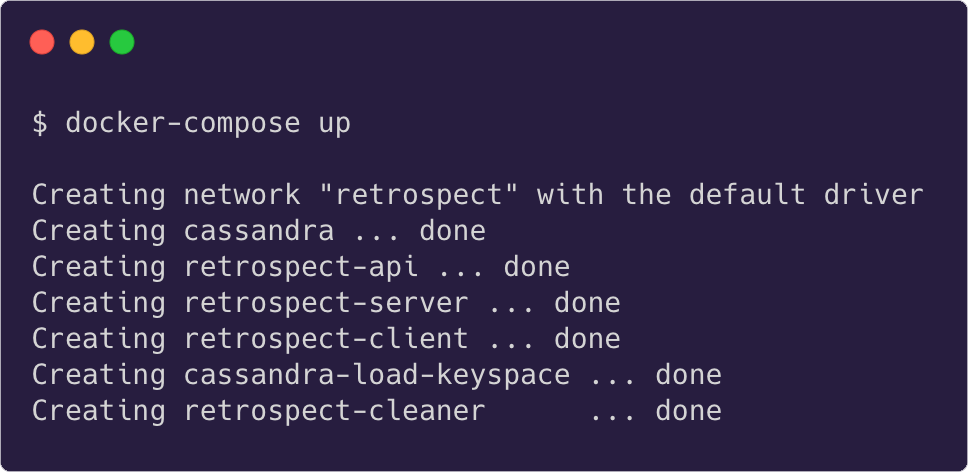 $ docker-compose up
Creating network "retrospect" with the default driver
Creating cassandra ... done
Creating retrospect-api ... done
Creating retrospect-server ... done
Creating retrospect-client ... done
Creating cassandra-load-keyspace ... done
Creating retrospect-cleaner      ... done